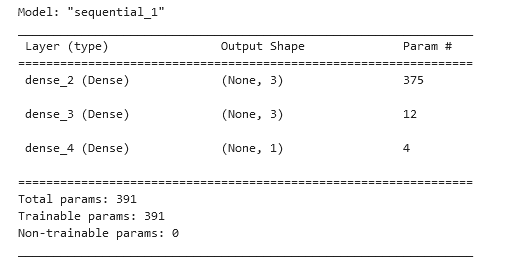 Model: "sequential_1"
Layer (type) Output Shape Param #
=================================================================
dense_2 (Dense) (None, 3) 375
dense_3 (Dense) (None, 3) 12
dense_4 (Dense) (None, 1) 4
=================================================================
Total params: 391
Trainable params: 391
Non-trainable params: 0